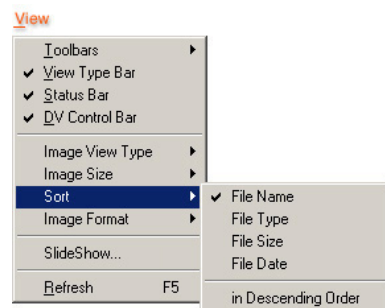 View
Toolbars
View Type Bar
Status Bar
DV Control Bar
Image View Type
Image Size
Sort
Image Format
SlideShow...
Refresh F5
File Name
File Type
File Size
File Date
in Descending Order